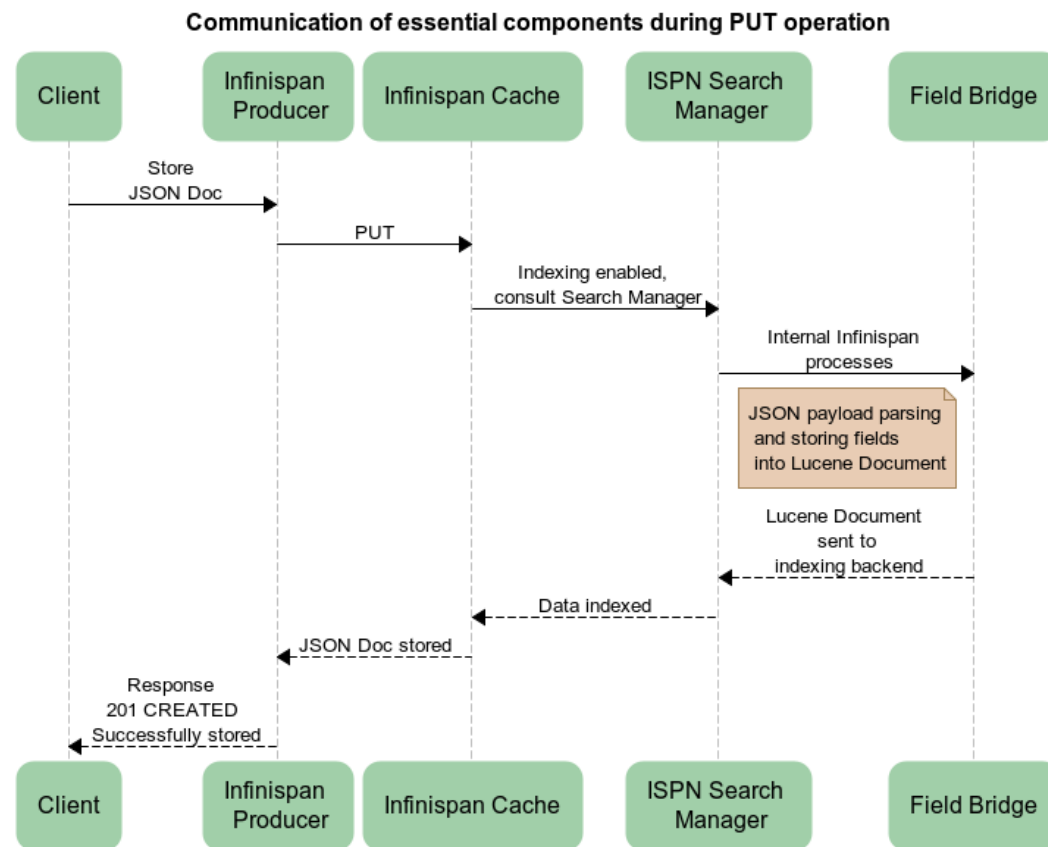 Communication of essential components during PUT operation
Client
Infinispan
Producer
Infinispan Cache
ISPN Search
Manager
Field Bridge
Store
JSON Doc
PUT
Indexing enabled,
consult Search Manager
Internal Infinispan
processes
JSON payload parsing
and storing fields
into Lucene Document
Lucene Document
sent to
indexing backend
Data indexed
JSON Doc stored
Response
201 CREATED
Successfully stored
Client
Infinispan
Producer
Infinispan Cache
ISPN Search
Manager
Field Bridge